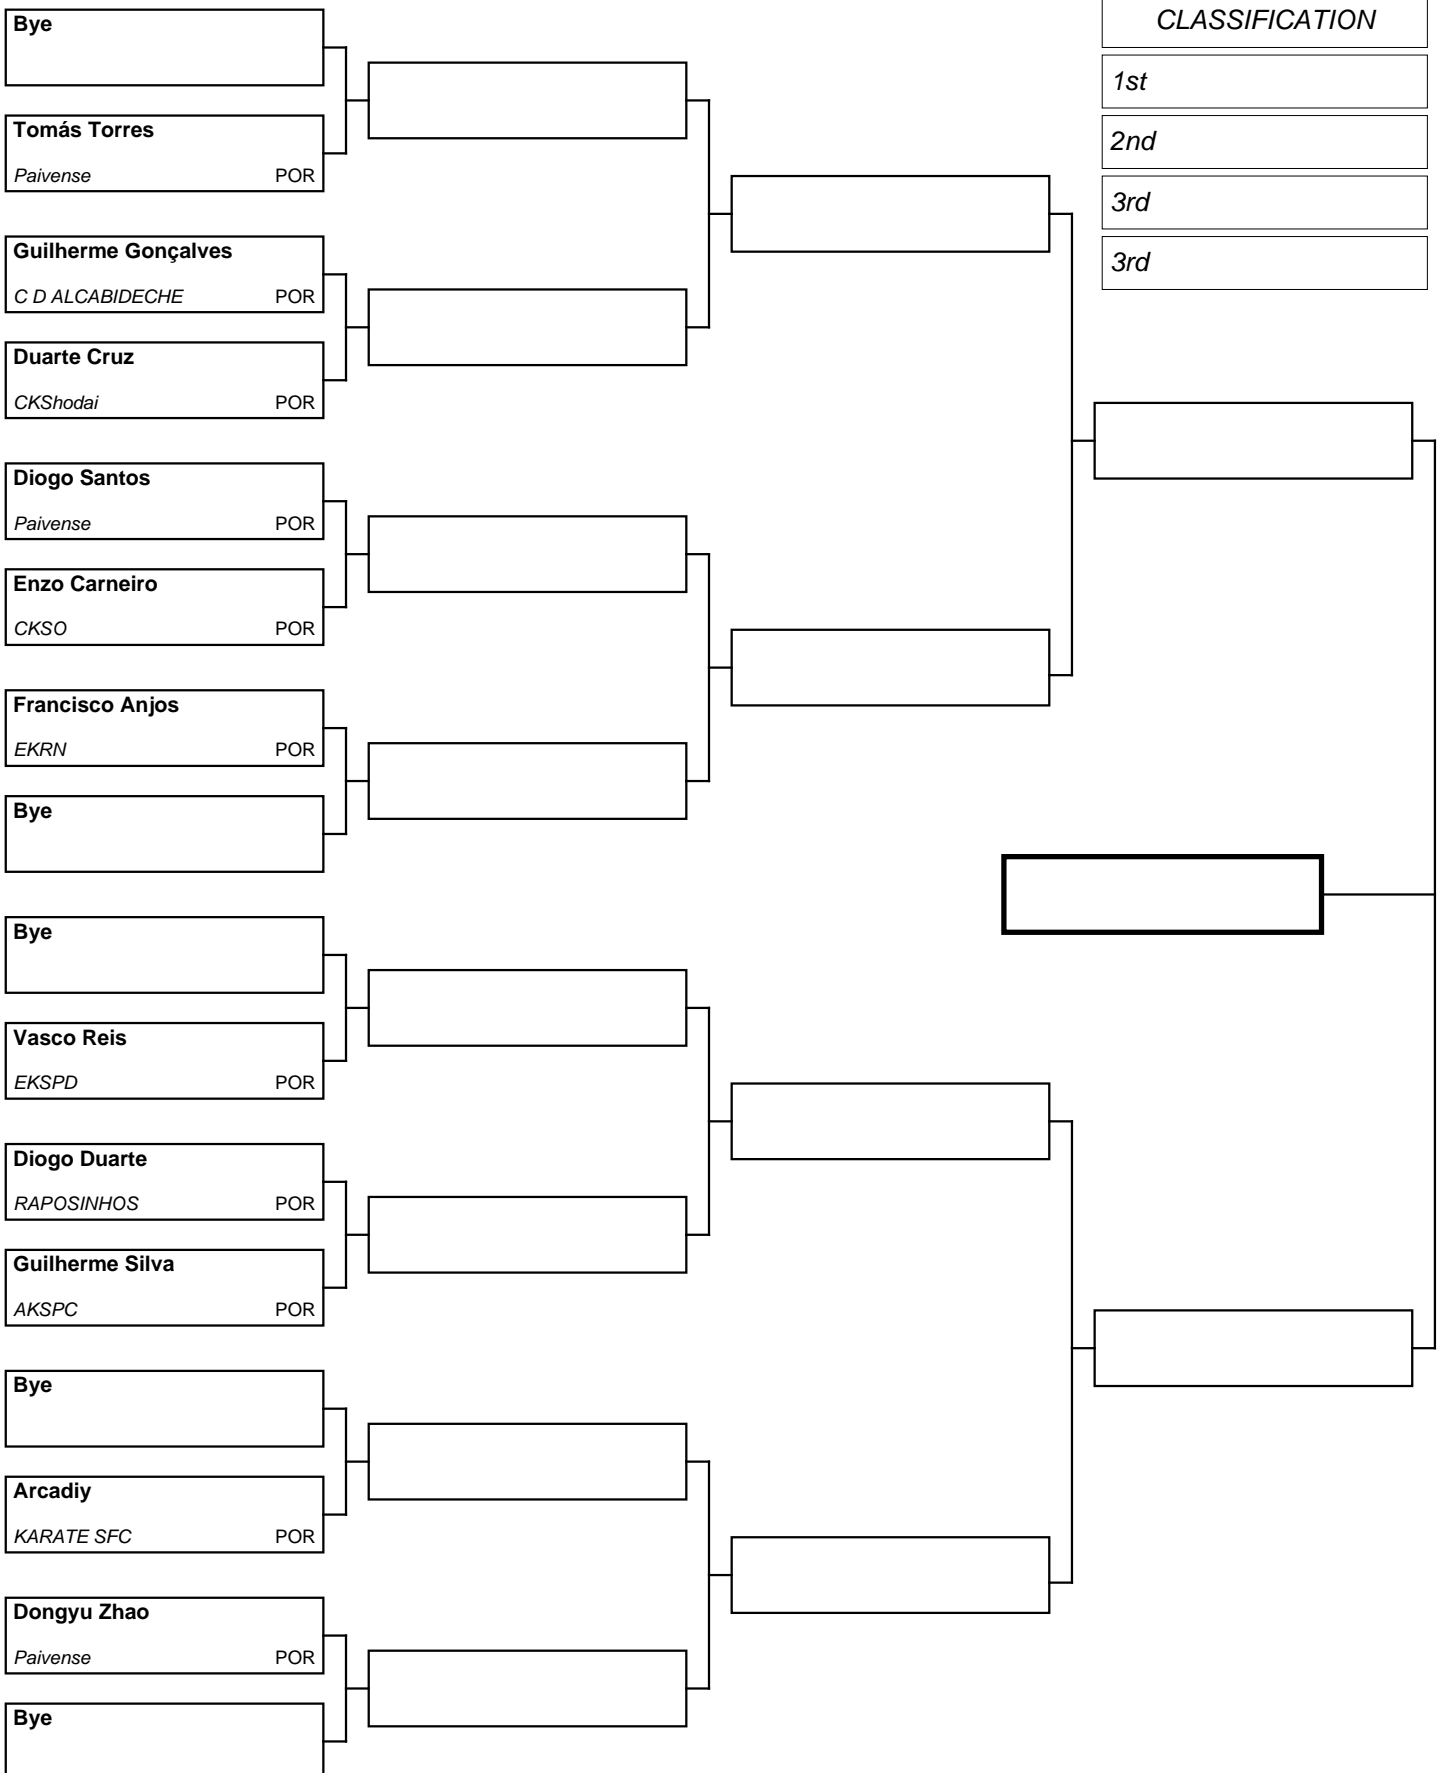 Bye
Tomás Torres
Paivense POR
Guilherme Gonçalves
C D ALCABIDECHE POR
Duarte Cruz
CKShodai POR
Diogo Santos
Paivense POR
Enzo Carneiro
CKSO POR
Francisco Anjos
EKRN POR
Bye
Bye
Vasco Reis
EKSPD POR
Diogo Duarte
RAPOSINHOS POR
Guilherme Silva
AKSPC POR
Bye
Arcadiy
KARATE SFC POR
Dongyu Zhao
Paivense POR
Bye
CLASSIFICATION
1st
2nd
3rd
3rd